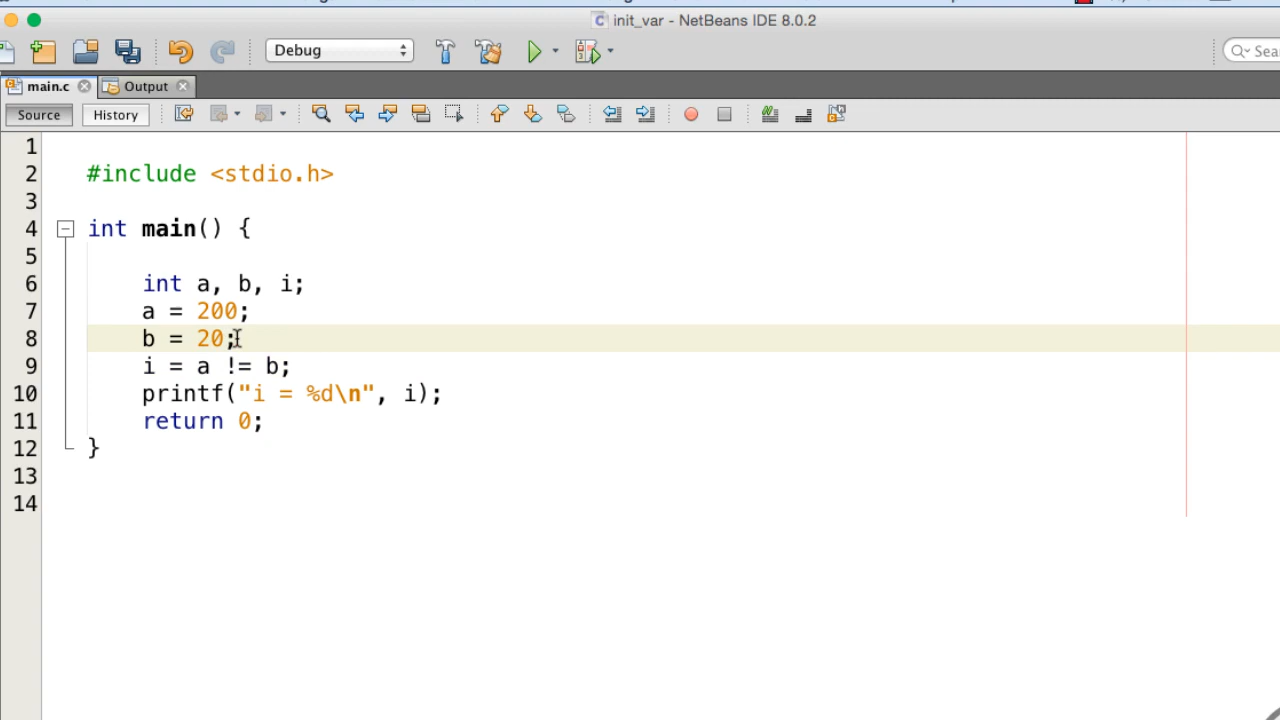 init_var - NetBeans IDE 8.0.2
Debug
main.c Output
Source History
1
2 #include <stdio.h>
3
4 int main() {
5
6 int a, b, i;
7 a = 200;
8 b = 20;
9 i = a != b;
10 printf("i = %d\n", i);
11 return 0;
12 }
13
14